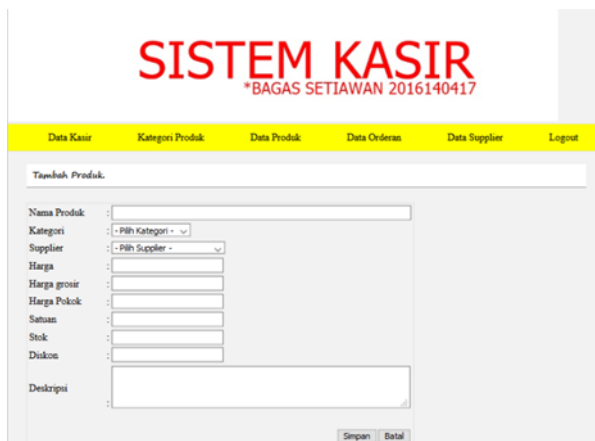 SISTEM KASIR
*BAGAS SETIAWAN 2016140417
Data Kasir Kategori Produk Data Produk Data Orderan Data Supplier Logout
Tambah Produk.
Nama Produk :
Kategori : - Pilih Kategori -
Supplier : - Pilih Supplier -
Harga :
Harga grosir :
Harga Pokok :
Satuan :
Stok :
Diskon :
Deskripsi :
Simpan Batal